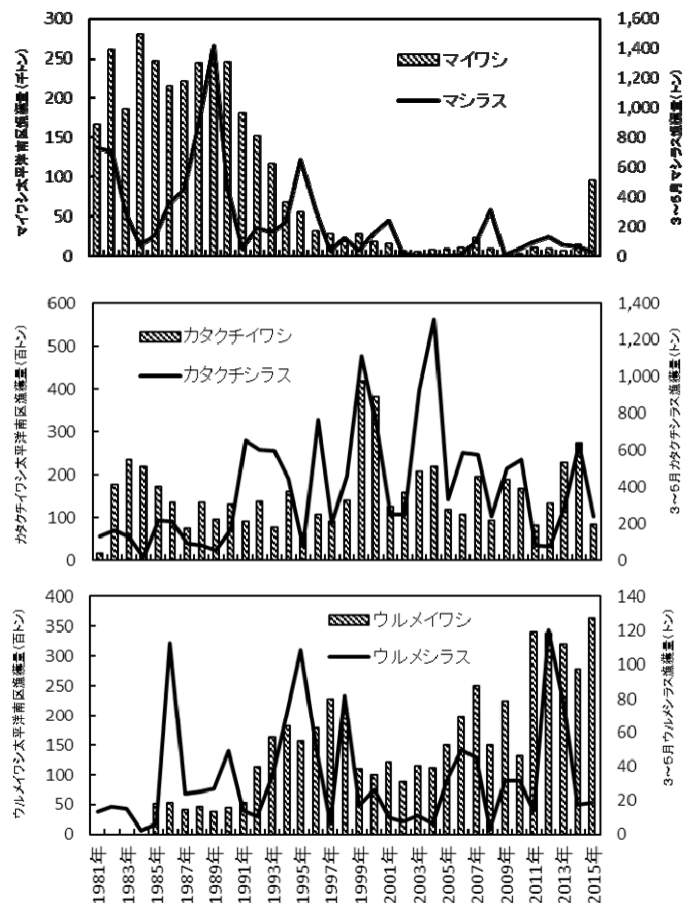 マイワシ太平洋南区漁獲量(千トン)
300
250
200
150
100
50
0
マイワシ
マシラス
1,600
1,400
1,200
1,000
800
600
400
200
0
3～5月マシラス漁獲量(トン)
カタクチイワシ太平洋南区漁獲量(百トン)
600
500
400
300
200
100
0
カタクチイワシ
カタクチシラス
1,400
1,200
1,000
800
600
400
200
0
3～5月カタクチシラス漁獲量(トン)
ウルメイワシ太平洋南区漁獲量(百トン)
400
350
300
250
200
150
100
50
0
ウルメイワシ
ウルメシラス
140
120
100
80
60
40
20
0
3～5月ウルメシラス漁獲量(トン)
1981年
1983年
1985年
1987年
1989年
1991年
1993年
1995年
1997年
1999年
2001年
2003年
2005年
2007年
2009年
2011年
2013年
2015年